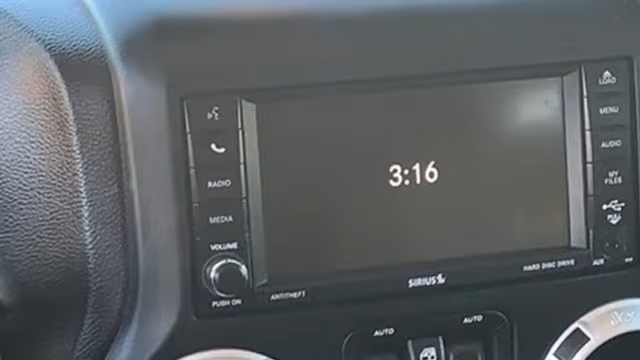 LOAD
MENU
RADIO
AUDIO
3:16
MY
FILES
MEDIA
PULL
VOLUME
SIRIUS
HARD DISC DRIVE
AUX
PUSH ON
ANTITHEFT
AUTO
AUTO